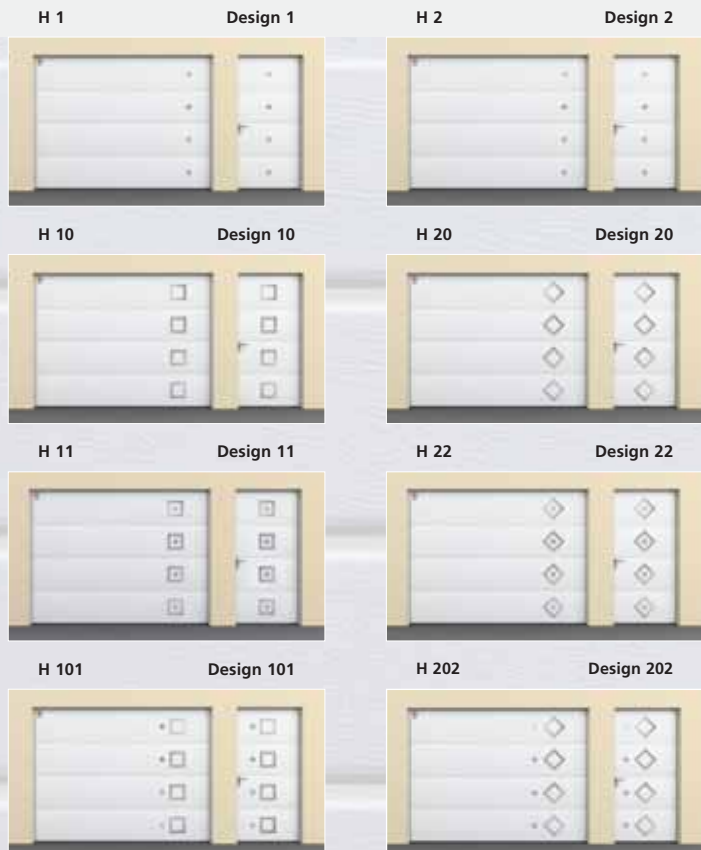 H 1 Design 1 H 2 Design 2
H 10 Design 10 H 20 Design 20
H 11 Design 11 H 22 Design 22
H 101 Design 101 H 202 Design 202